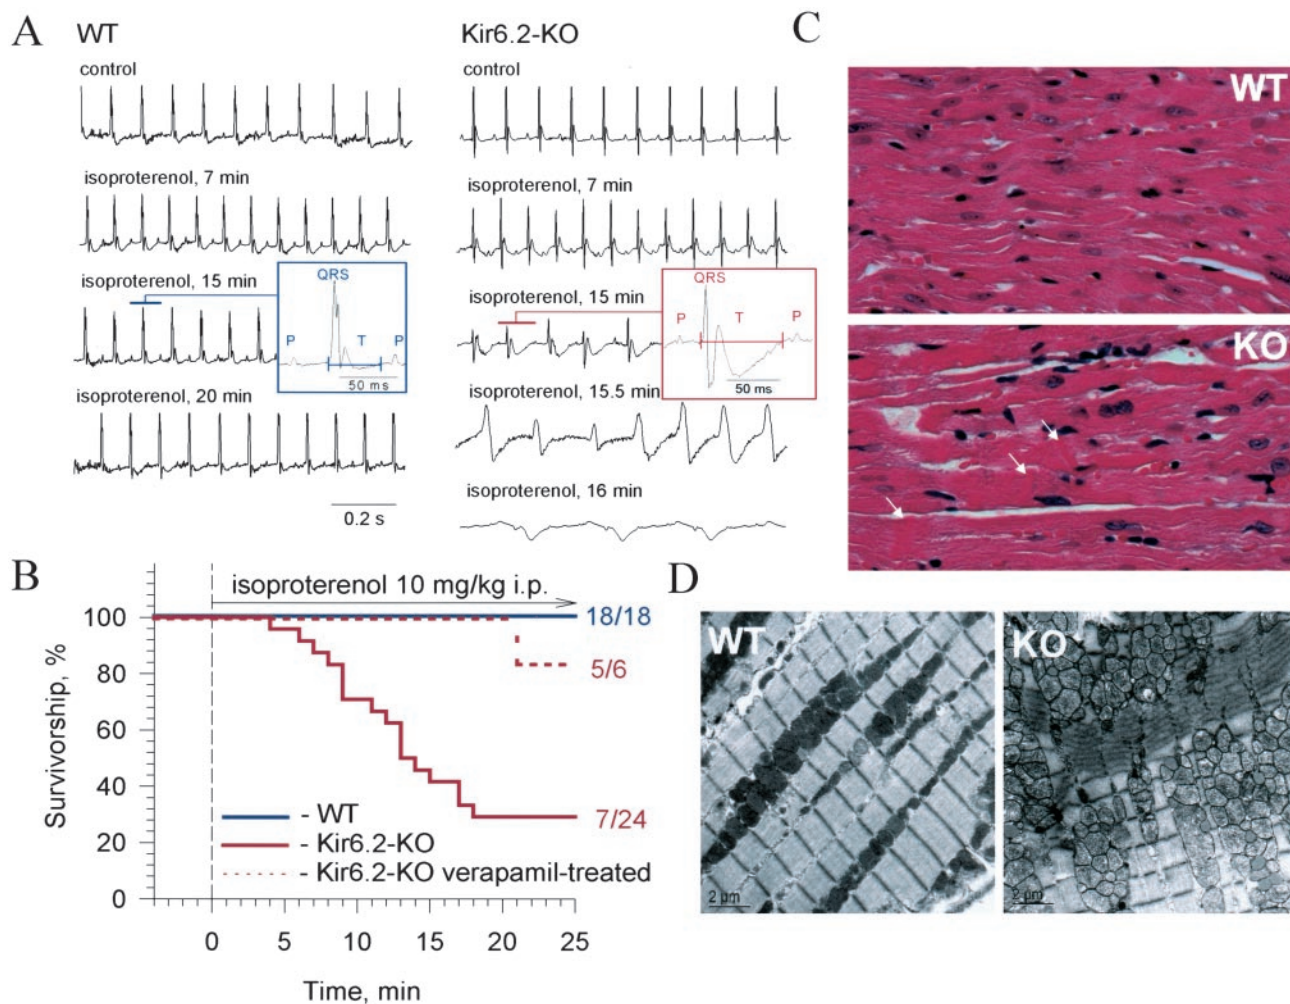 A
WT
control
isoproterenol, 7 min
isoproterenol, 15 min
QRS
P
T
P
50 ms
isoproterenol, 20 min
0.2 s
Kir6.2-KO
control
isoproterenol, 7 min
isoproterenol, 15 min
QRS
P
T
P
50 ms
isoproterenol, 15.5 min
isoproterenol, 16 min
B
isoproterenol 10 mg/kg i.p.
Survivorship, %
100
80
60
40
20
0
18/18
5/6
7/24
- WT
- Kir6.2-KO
- Kir6.2-KO verapamil-treated
0 5 10 15 20 25
Time, min
C
WT
KO
D
WT
2 µm
KO
2 µm